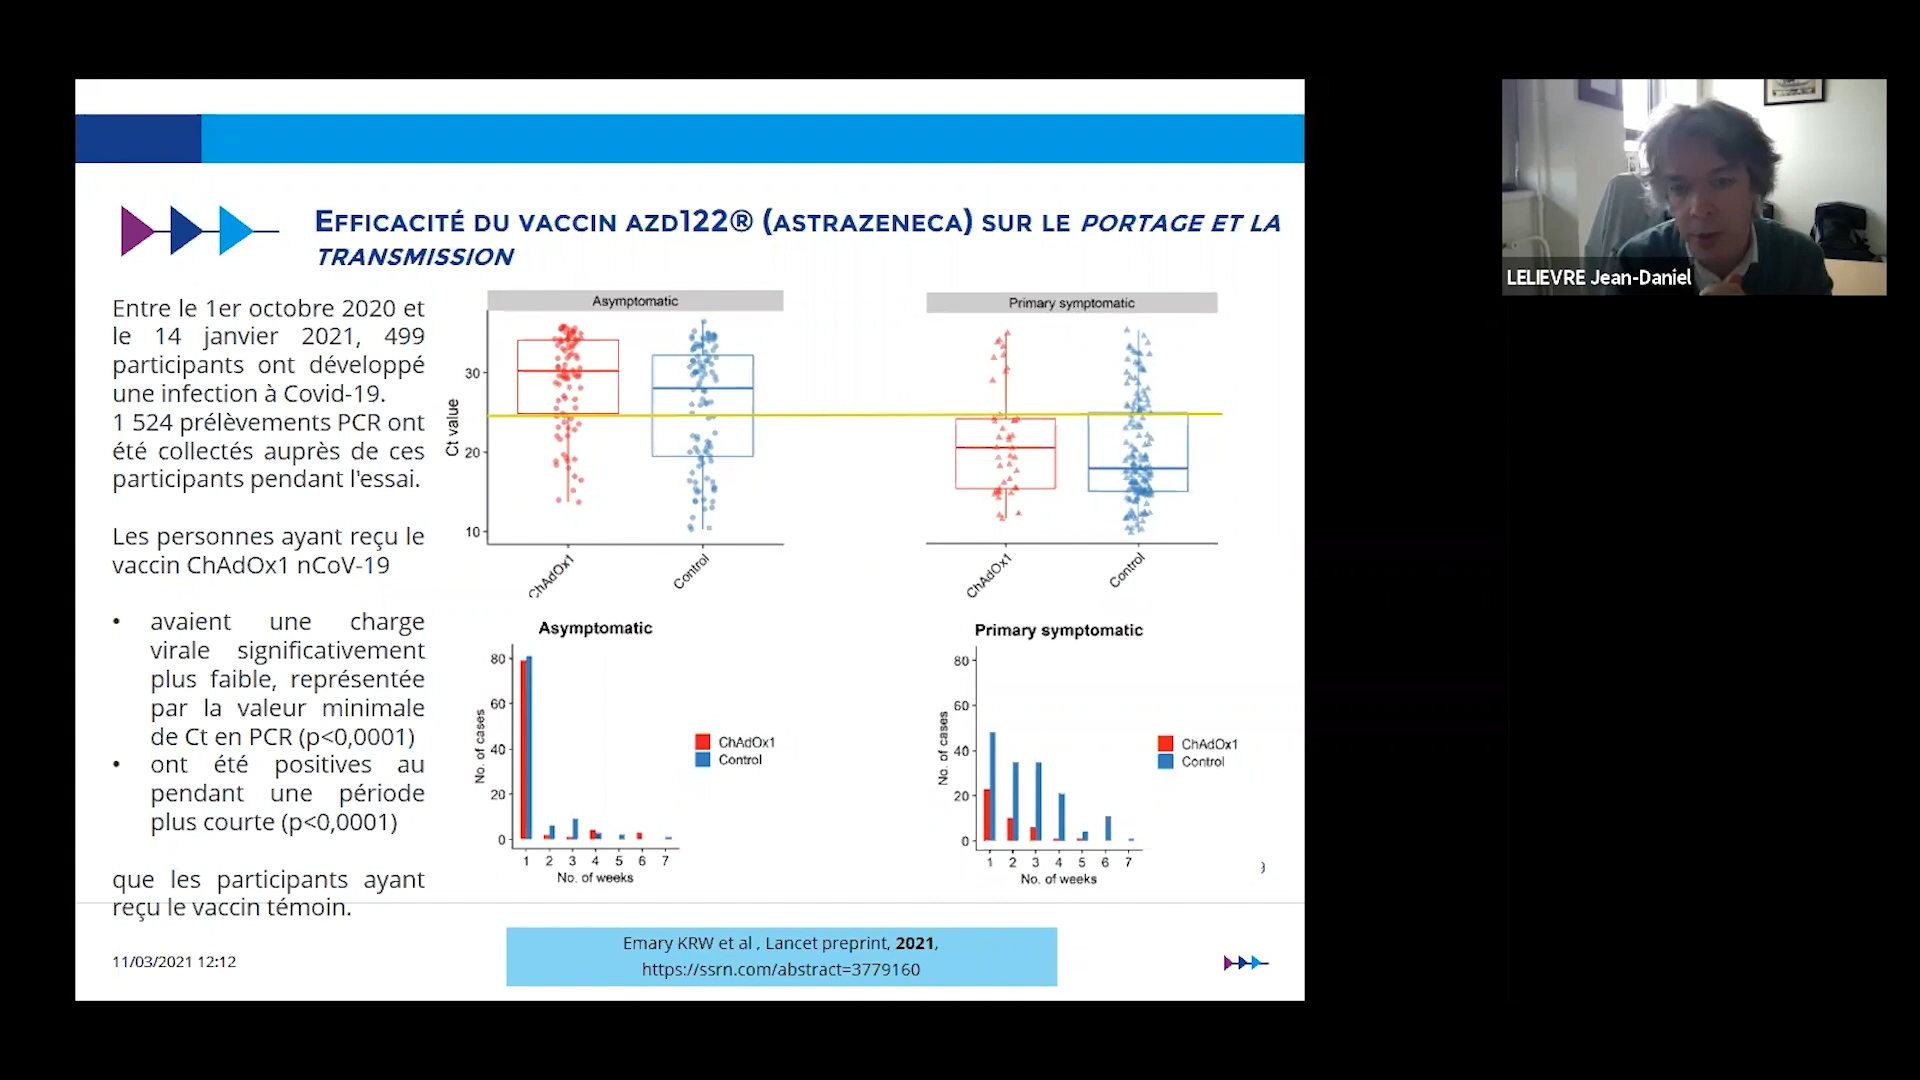 EFFICACITÉ DU VACCIN AZD122® (ASTRAZENECA) SUR LE PORTAGE ET LA
TRANSMISSION
Entre le 1er octobre 2020 et
le 14 janvier 2021, 499
participants ont développé
une infection à Covid-19.
1 524 prélèvements PCR ont
été collectés auprès de ces
participants pendant l'essai.
Les personnes ayant reçu le
vaccin ChAdOx1 nCoV-19
• avaient une charge
virale significativement
plus faible, représentée
par la valeur minimale
de Ct en PCR (p<0,0001)
• ont été positives au
pendant une période
plus courte (p<0,0001)
que les participants ayant
reçu le vaccin témoin.
11/03/2021 12:12
Asymptomatic
Ct value
30
20
10
ChAdOx1
Control
Primary symptomatic
ChAdOx1
Control
Asymptomatic
No. of cases
80
60
40
20
0
1 2 3 4 5 6 7
No. of weeks
ChAdOx1
Control
Primary symptomatic
No. of cases
80
60
40
20
0
1 2 3 4 5 6 7
No. of weeks
ChAdOx1
Control
9
Emary KRW et al , Lancet preprint, 2021,
https://ssrn.com/abstract=3779160
LELIEVRE Jean-Daniel